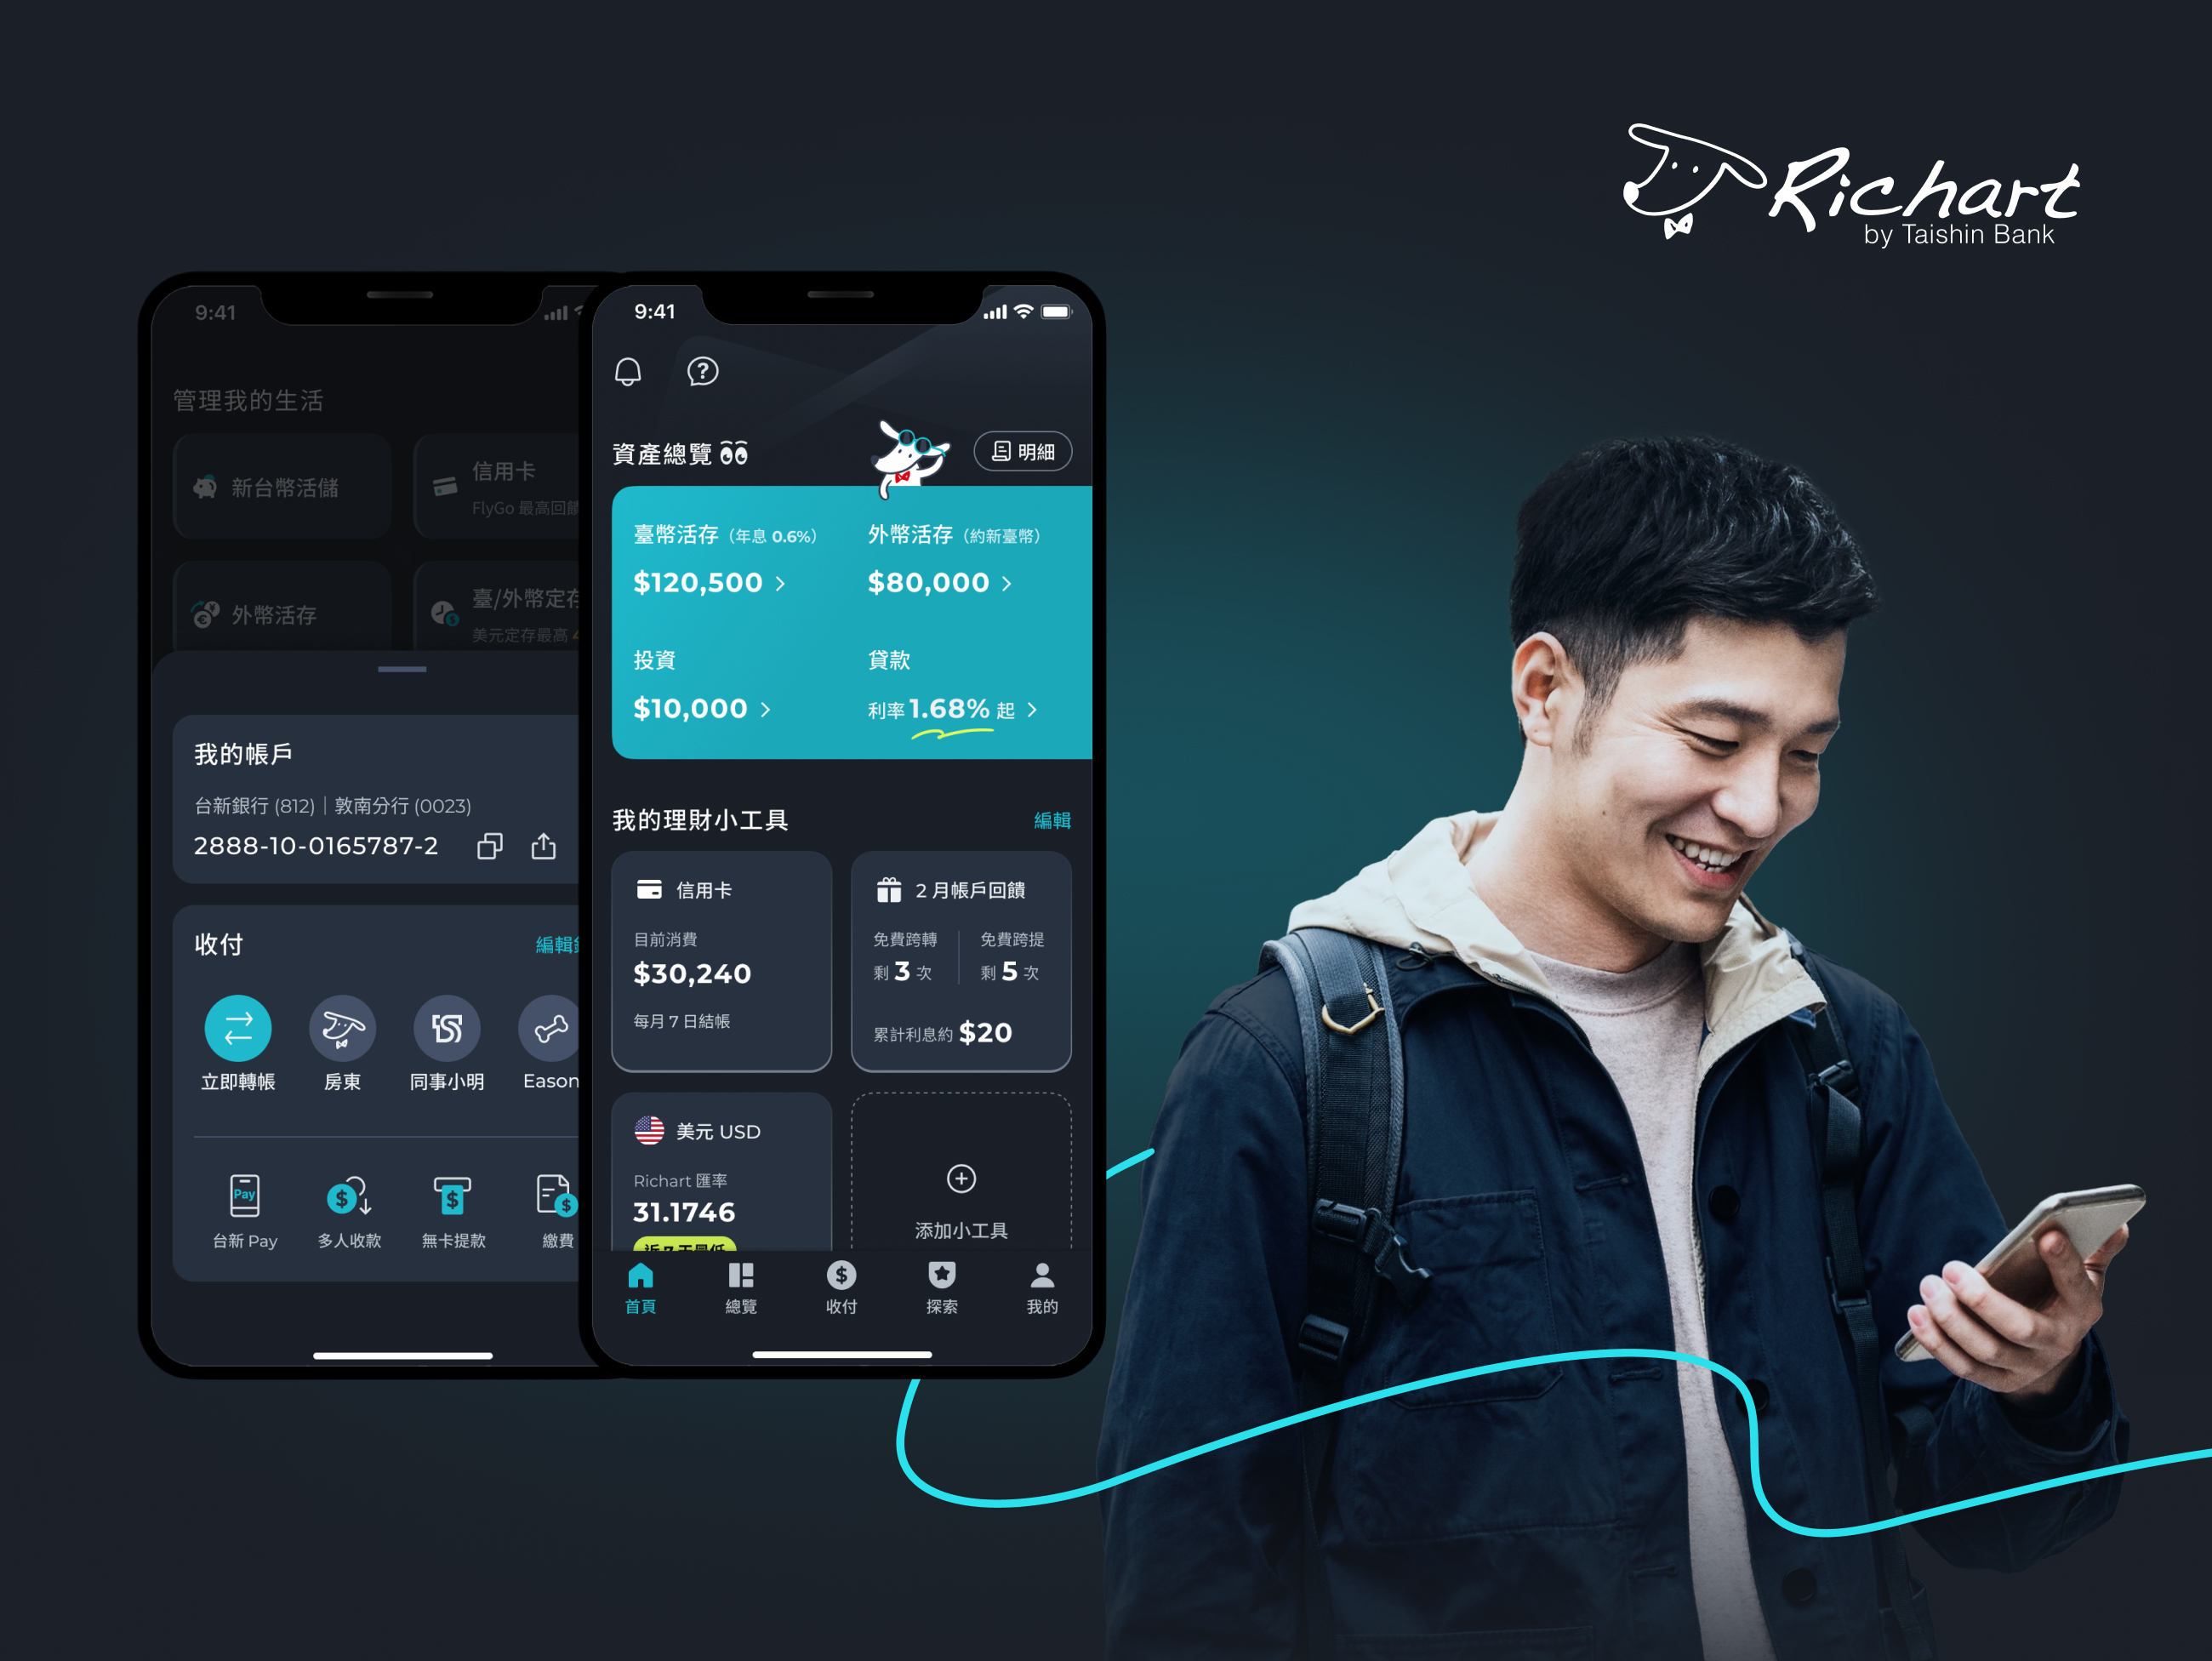 Richart
by Taishin Bank
9:41
管理我的生活
新台幣活儲
信用卡
FlyGo 最高回饋
外幣活存
臺/外幣定存
美元定存最高
我的帳戶
台新銀行 (812)｜敦南分行 (0023)
2888-10-0165787-2
收付
編輯
立即轉帳
房東
同事小明
Eason
Pay
台新 Pay
多人收款
無卡提款
繳費
9:41
資產總覽
明細
臺幣活存（年息 0.6%）
$120,500
外幣活存（約新臺幣）
$80,000
投資
$10,000
貸款
利率 1.68% 起
我的理財小工具
編輯
信用卡
目前消費
$30,240
每月 7 日結帳
2 月帳戶回饋
免費跨轉
剩 3 次
免費跨提
剩 5 次
累計利息約 $20
美元 USD
Richart 匯率
31.1746
近 7 天最低
添加小工具
首頁
總覽
收付
探索
我的